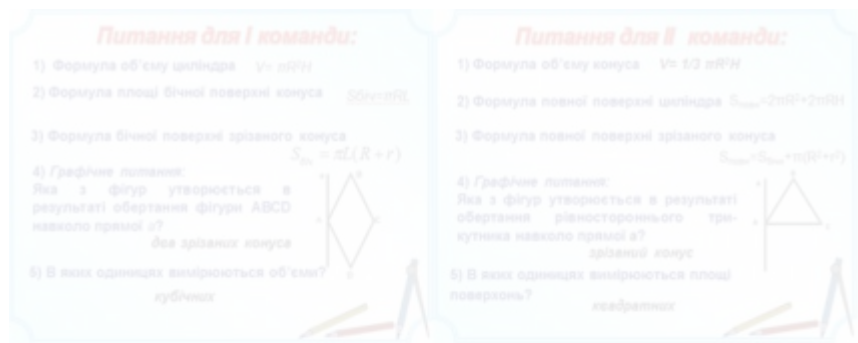 Питання для І команди:
1) Формула об'єму циліндра V= πR²H
2) Формула площі бічної поверхні конуса Sбіч=πRL
3) Формула бічної поверхні зрізаного конуса
Sбіч = πL(R + r)
4) Графічне питання:
Яка з фігур утворюється в
результаті обертання фігури ABCD
навколо прямої a?
два зрізаних конуса
5) В яких одиницях вимірюються об'єми?
кубічних
Питання для ІІ команди:
1) Формула об'єму конуса V= 1/3 πR²H
2) Формула повної поверхні циліндра Sповн=2πR²+2πRH
3) Формула повної поверхні зрізаного конуса
Sповн=Sбічн+π(R²+r²)
4) Графічне питання:
Яка з фігур утворюється в результаті
обертання рівностороннього три-
кутника навколо прямої а?
зрізаний конус
5) В яких одиницях вимірюються площі
поверхонь?
квадратних